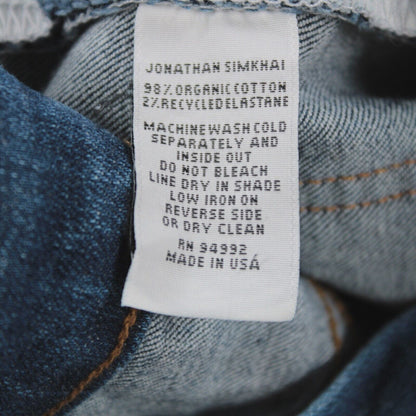 JONATHAN SIMKHAI
98% ORGANIC COTTON
2% RECYCLED ELASTANE
MACHINE WASH COLD
SEPARATELY AND
INSIDE OUT
DO NOT BLEACH
LINE DRY IN SHADE
LOW IRON ON
REVERSE SIDE
OR DRY CLEAN
RN 94992
MADE IN USA